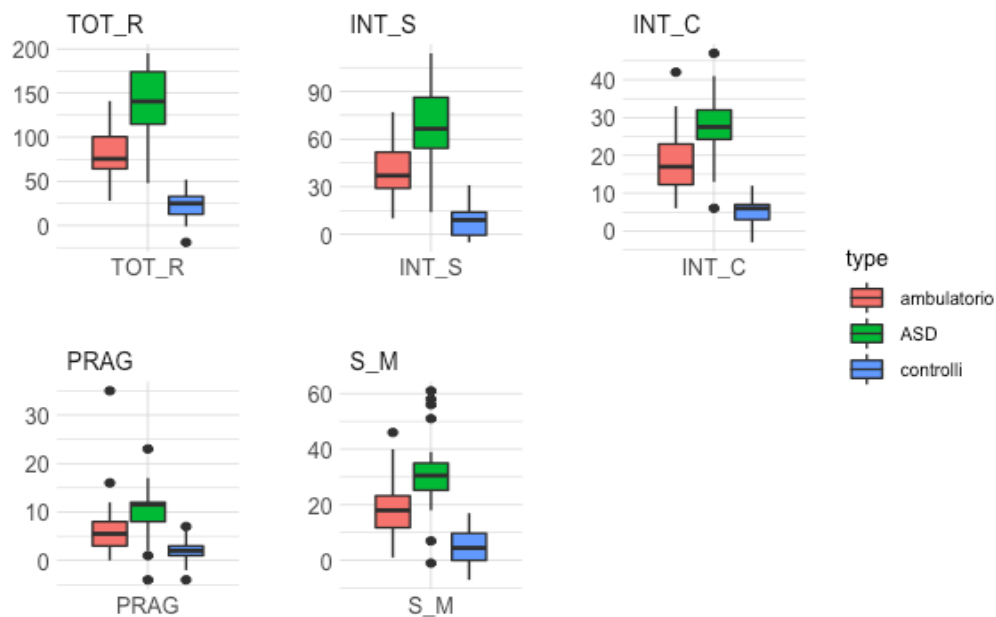 TOT_R
200
150
100
50
0
TOT_R
INT_S
90
60
30
0
INT_S
INT_C
40
30
20
10
0
INT_C
type
ambulatorio
ASD
controlli
PRAG
30
20
10
0
PRAG
S_M
60
40
20
0
S_M